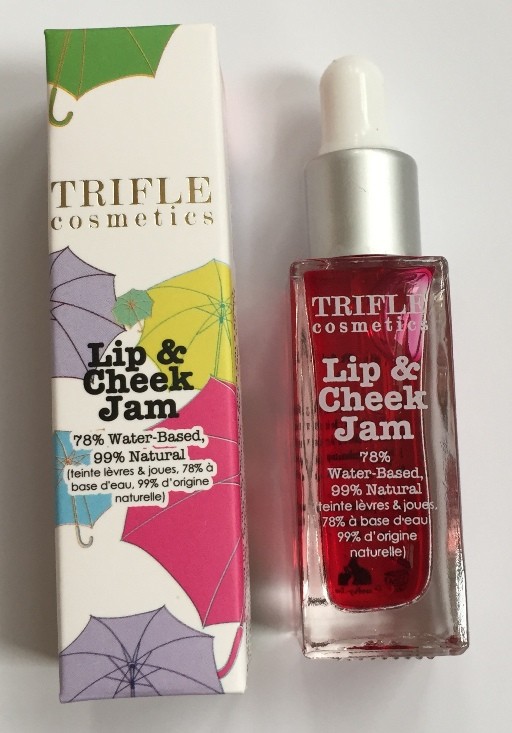 TRIFLE
cosmetics
Lip &
Cheek
Jam
78% Water-Based,
99% Natural
(teinte lèvres & joues, 78% à
base d'eau, 99% d'origine
naturelle)
TRIFLE
cosmetics
Lip &
Cheek
Jam
78%
Water-Based,
99% Natural
(teinte lèvres & joues,
78% à base d'eau,
99% d'origine
naturelle)